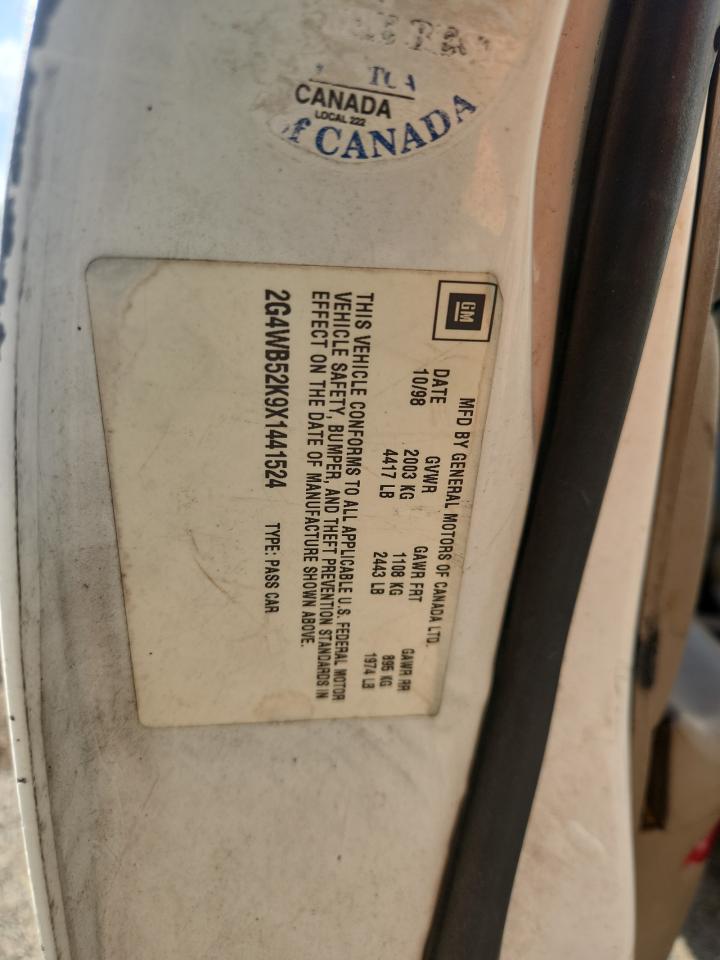 CANADA
LOCAL 222
of CANADA
GM
MFD BY GENERAL MOTORS OF CANADA LTD.
DATE GVWR GAWR FRT GAWR RR
10/98 2003 KG 1108 KG 895 KG
4417 LB 2443 LB 1974 LB
THIS VEHICLE CONFORMS TO ALL APPLICABLE U.S. FEDERAL MOTOR
VEHICLE SAFETY, BUMPER, AND THEFT PREVENTION STANDARDS IN
EFFECT ON THE DATE OF MANUFACTURE SHOWN ABOVE.
2G4WB52K9X1441524 TYPE: PASS CAR